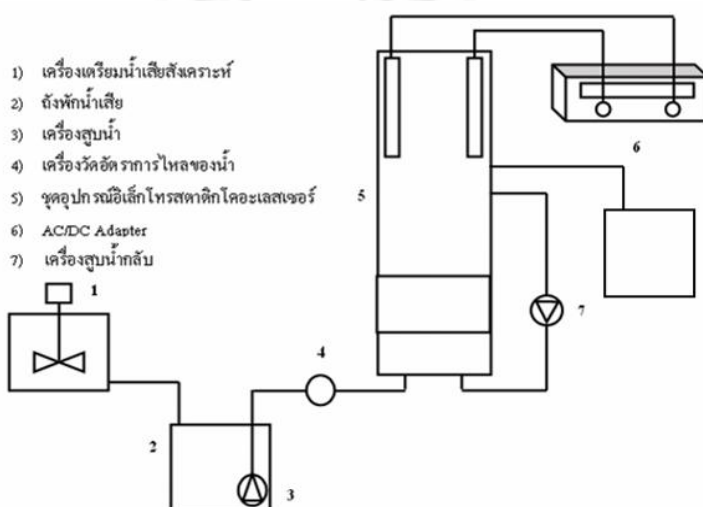 1) เครื่องเตรียมน้ำเสียสังเคราะห์
2) ถังพักน้ำเสีย
3) เครื่องสูบน้ำ
4) เครื่องวัดอัตราการไหลของน้ำ
5) ชุดอุปกรณ์อิเล็กโทรสตาติกโคอะเลสเซอร์
6) AC/DC Adapter
7) เครื่องสูบน้ำกลับ
1
2
3
4
5
6
7